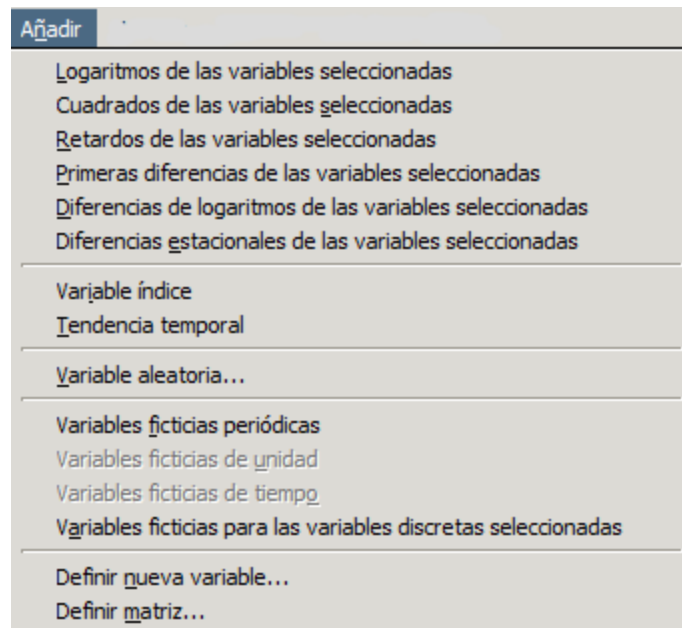 Añadir
Logaritmos de las variables seleccionadas
Cuadrados de las variables seleccionadas
Retardos de las variables seleccionadas
Primeras diferencias de las variables seleccionadas
Diferencias de logaritmos de las variables seleccionadas
Diferencias estacionales de las variables seleccionadas
Variable índice
Tendencia temporal
Variable aleatoria...
Variables ficticias periódicas
Variables ficticias de unidad
Variables ficticias de tiempo
Variables ficticias para las variables discretas seleccionadas
Definir nueva variable...
Definir matriz...